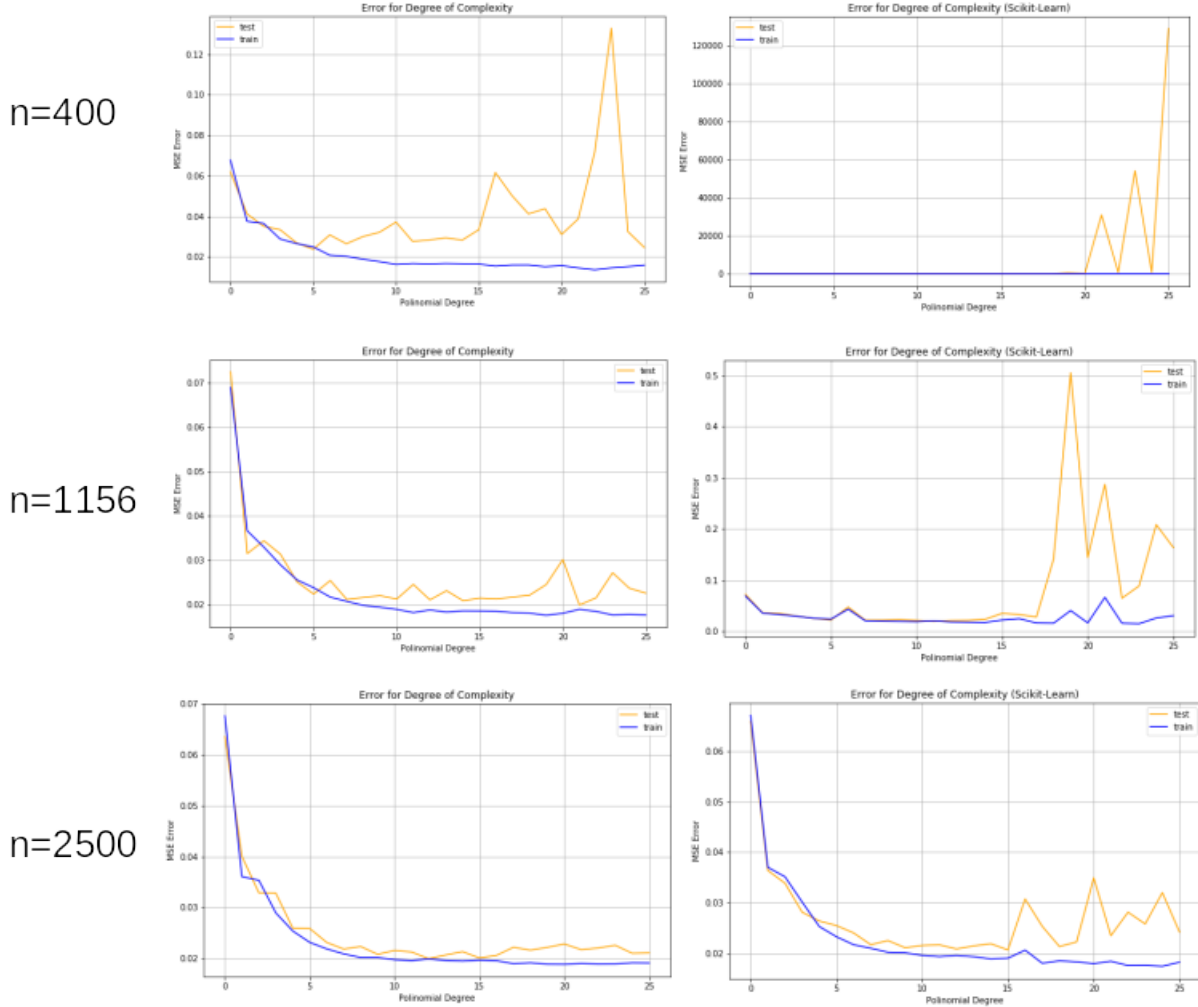 n=400
Error for Degree of Complexity
test
train
MSE Error
0.12
0.10
0.08
0.06
0.04
0.02
0 5 10 15 20 25
Polinomial Degree
Error for Degree of Complexity (Scikit-Learn)
test
train
MSE Error
120000
100000
80000
60000
40000
20000
0
0 5 10 15 20 25
Polinomial Degree
n=1156
Error for Degree of Complexity
test
train
MSE Error
0.07
0.06
0.05
0.04
0.03
0.02
0 5 10 15 20 25
Polinomial Degree
Error for Degree of Complexity (Scikit-Learn)
test
train
MSE Error
0.5
0.4
0.3
0.2
0.1
0.0
0 5 10 15 20 25
Polinomial Degree
n=2500
Error for Degree of Complexity
test
train
MSE Error
0.07
0.06
0.05
0.04
0.03
0.02
0 5 10 15 20 25
Polinomial Degree
Error for Degree of Complexity (Scikit-Learn)
test
train
MSE Error
0.06
0.05
0.04
0.03
0.02
0 5 10 15 20 25
Polinomial Degree